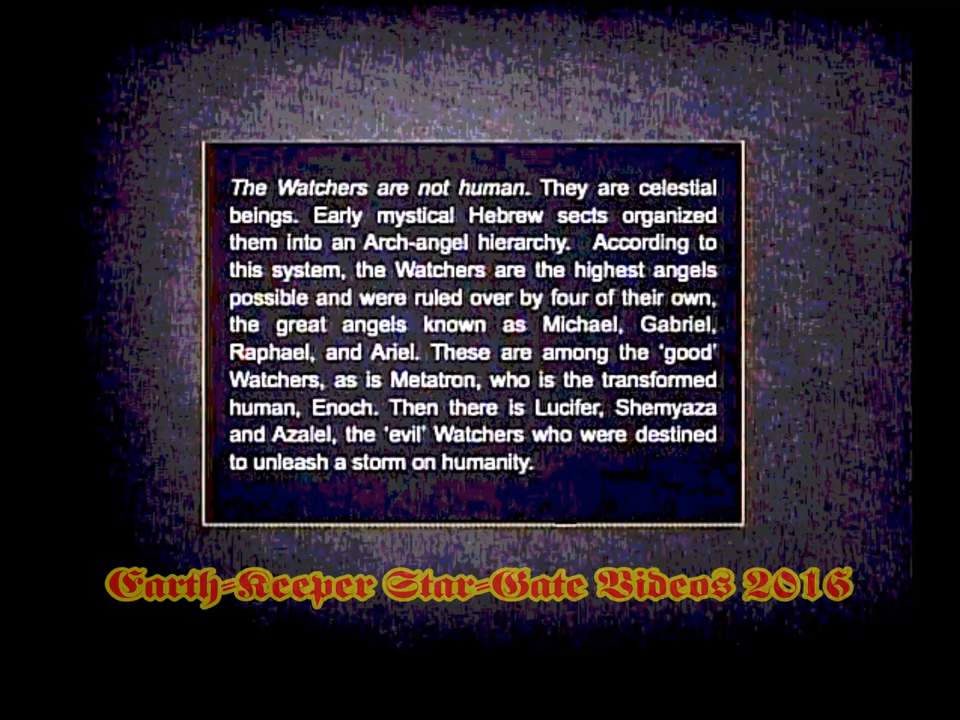 The Watchers are not human. They are celestial
beings. Early mystical Hebrew sects organized
them into an Arch-angel hierarchy. According to
this system, the Watchers are the highest angels
possible and were ruled over by four of their own,
the great angels known as Michael, Gabriel,
Raphael, and Ariel. These are among the ‘good’
Watchers, as is Metatron, who is the transformed
human, Enoch. Then there is Lucifer, Shemyaza
and Azalel, the ‘evil’ Watchers who were destined
to unleash a storm on humanity.
Earth-Keeper Star-Gate Videos 2016